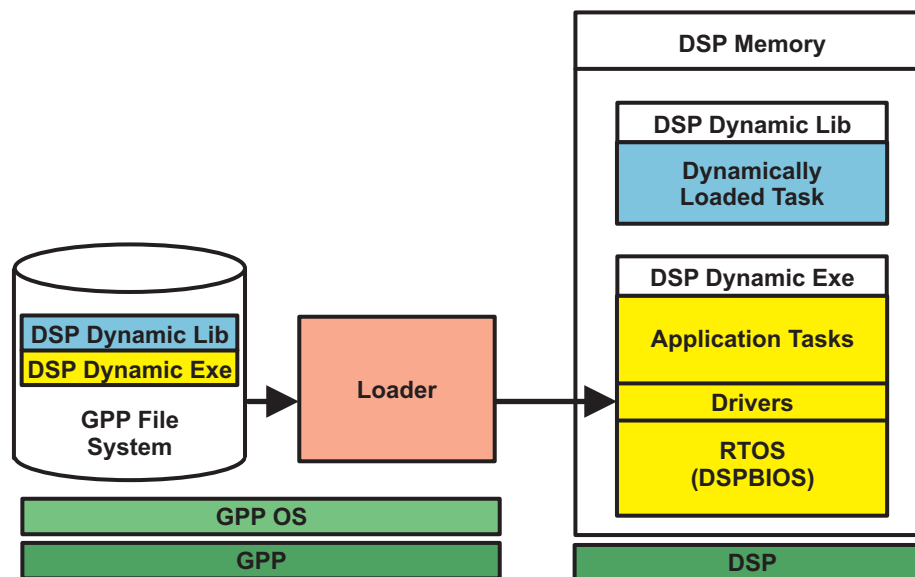 DSP Memory
DSP Dynamic Lib
Dynamically
Loaded Task
DSP Dynamic Exe
Application Tasks
Drivers
RTOS
(DSPBIOS)
DSP Dynamic Lib
DSP Dynamic Exe
GPP File
System
Loader
GPP OS
GPP
DSP